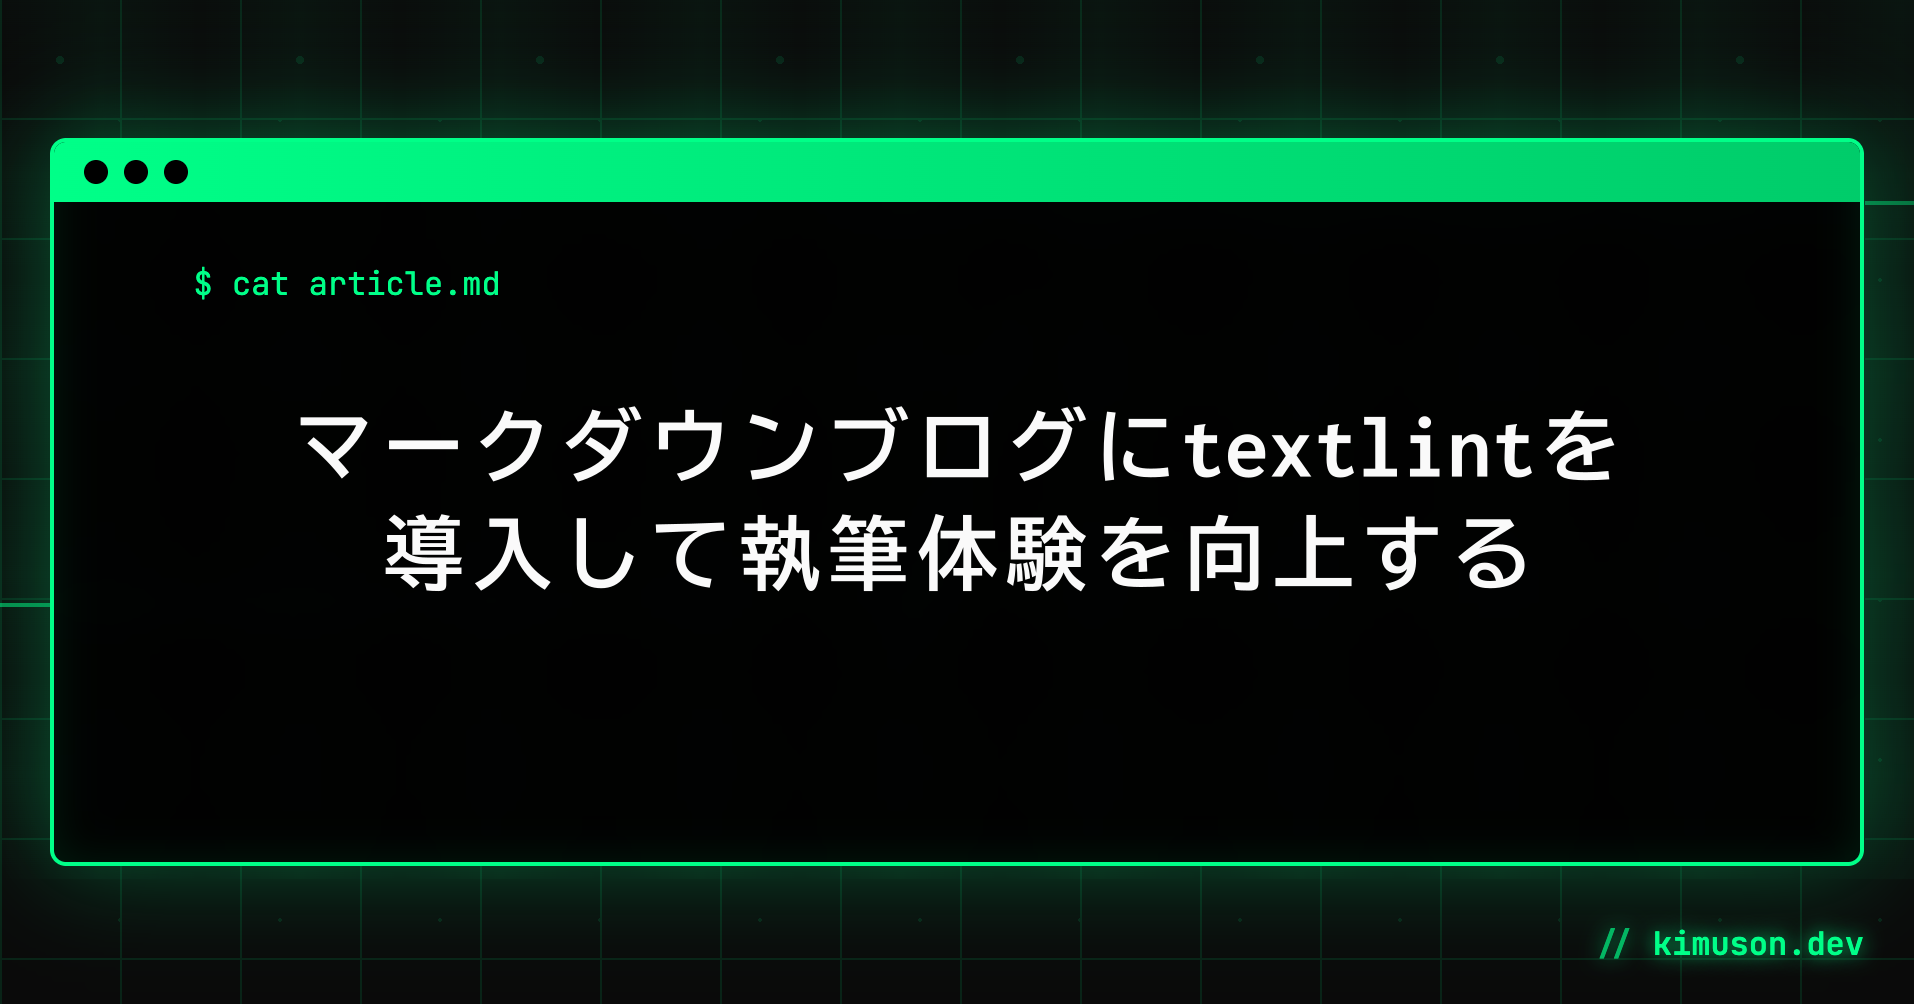 $ cat article.md
マークダウンブログにtextlintを
導入して執筆体験を向上する
// kimuson.dev